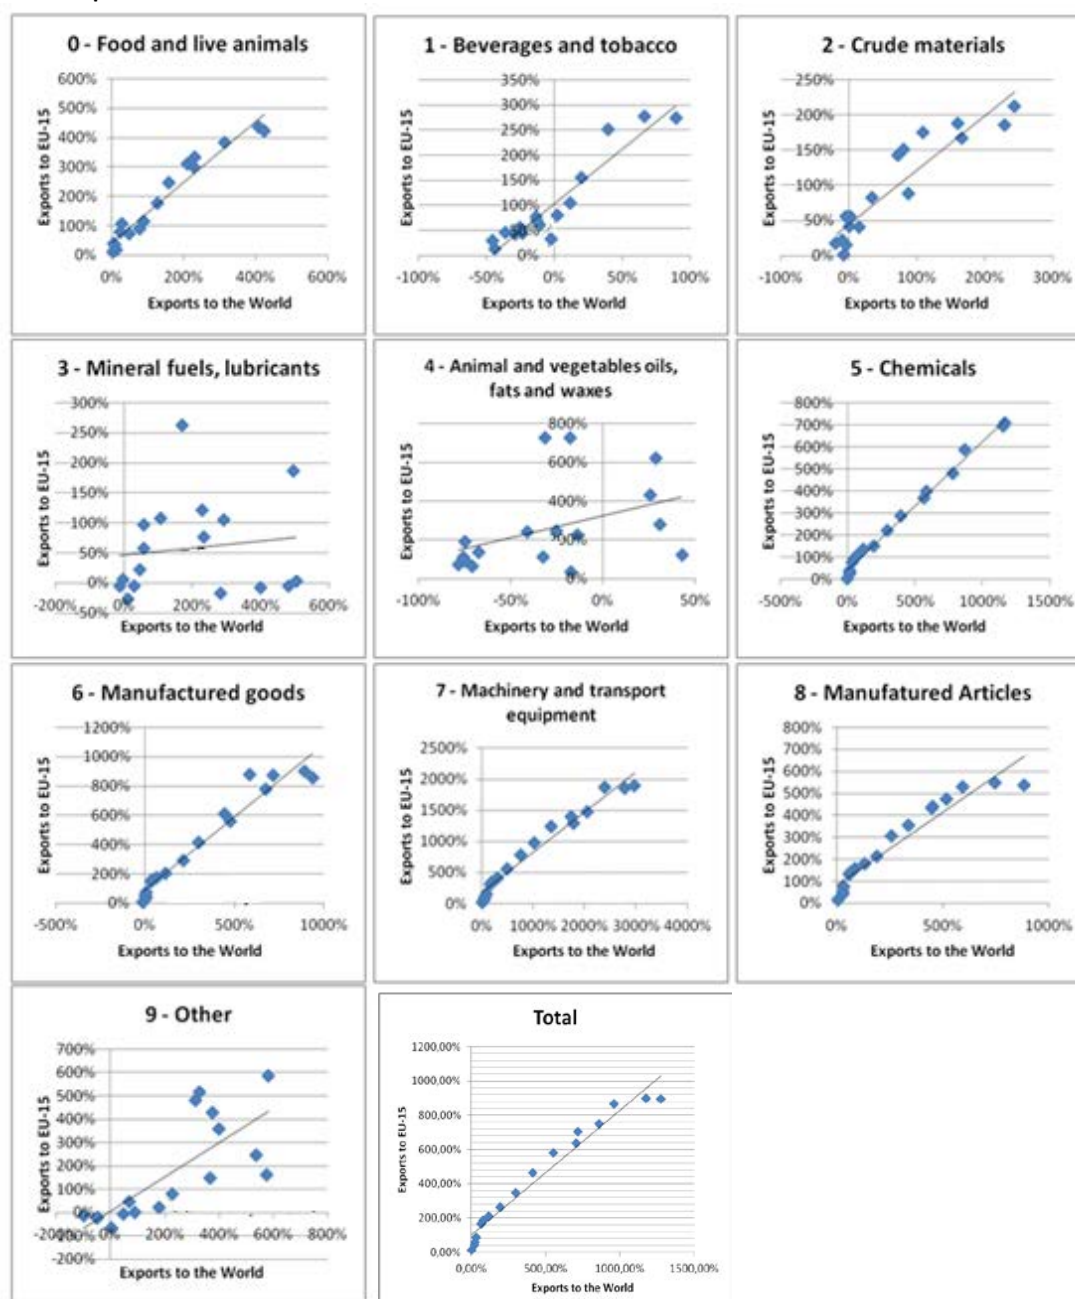 0 - Food and live animals
600%
500%
400%
300%
200%
100%
0%
0% 200% 400% 600%
Exports to EU-15
Exports to the World
1 - Beverages and tobacco
350%
300%
250%
200%
150%
100%
50%
0%
-100% -50% 0% 50% 100%
Exports to EU-15
Exports to the World
2 - Crude materials
250%
200%
150%
100%
50%
0%
-100% 0% 100% 200% 300%
Exports to EU-15
Exports to the World
3 - Mineral fuels, lubricants
300%
250%
200%
150%
100%
50%
0%
-50%
-200% 0% 200% 400% 600%
Exports to EU-15
Exports to the World
4 - Animal and vegetables oils,
fats and waxes
800%
600%
400%
200%
0%
-100% -50% 0% 50%
Exports to EU-15
Exports to the World
5 - Chemicals
800%
700%
600%
500%
400%
300%
200%
100%
0%
-500% 0% 500% 1000% 1500%
Exports to EU-15
Exports to the World
6 - Manufactured goods
1200%
1000%
800%
600%
400%
200%
0%
-500% 0% 500% 1000%
Exports to EU-15
Exports to the World
7 - Machinery and transport
equipment
2500%
2000%
1500%
1000%
500%
0%
0% 1000% 2000% 3000% 4000%
Exports to EU-15
Exports to the World
8 - Manufatured Articles
800%
700%
600%
500%
400%
300%
200%
100%
0%
0% 500% 1000%
Exports to EU-15
Exports to the World
9 - Other
700%
600%
500%
400%
300%
200%
100%
0%
-100%
-200%
-200% 0% 200% 400% 600% 800%
Exports to EU-15
Exports to the World
Total
1200,00%
1000,00%
800,00%
600,00%
400,00%
200,00%
0,00%
0,00% 500,00% 1000,00% 1500,00%
Exports to EU-15
Exports to the World